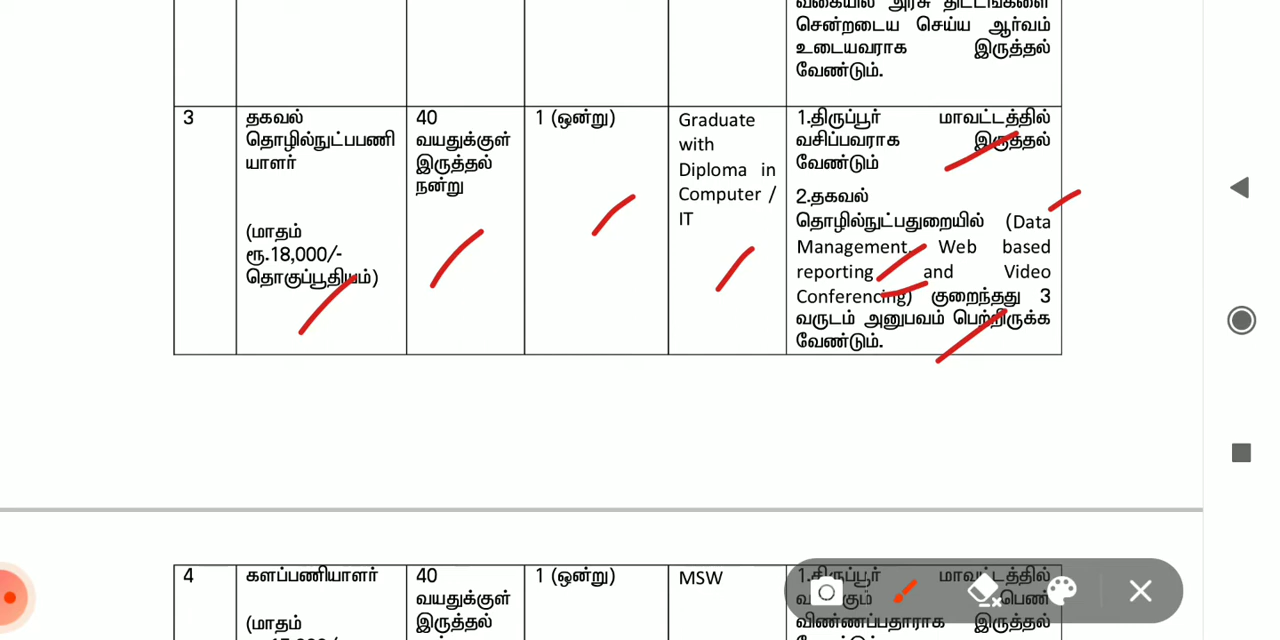 வகையில் அரசு திட்டங்களை
சென்றடைய செய்ய ஆர்வம்
உடையவராக இருத்தல்
வேண்டும்.
3
தகவல்
தொழில்நுட்பபணி
யாளர்
(மாதம்
ரூ.18,000/-
தொகுப்பூதியம்)
40
வயதுக்குள்
இருத்தல்
நன்று
1 (ஒன்று)
Graduate
with
Diploma in
Computer /
IT
1.திருப்பூர் மாவட்டத்தில்
வசிப்பவராக இருத்தல்
வேண்டும்
2.தகவல்
தொழில்நுட்பதுறையில் (Data
Management, Web based
reporting and Video
Conferencing) குறைந்தது 3
வருடம் அனுபவம் பெற்றிருக்க
வேண்டும்.
4
களப்பணியாளர்
(மாதம்
40
வயதுக்குள்
இருத்தல்
1 (ஒன்று)
MSW
1.திருப்பூர் மாவட்டத்தில்
பெண்
விண்ணப்பதாராக இருத்தல்